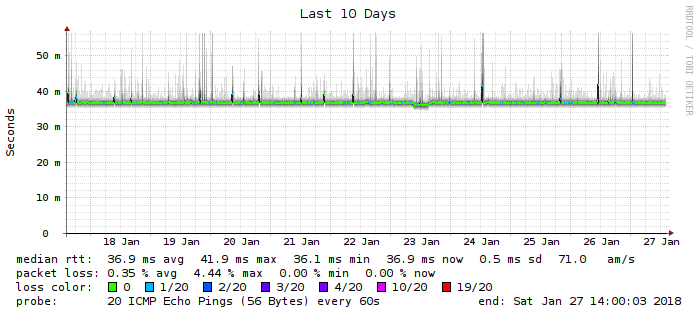 Last 10 Days
RRDTOOL / TOBI OETIKER
Seconds
50 m
40 m
30 m
20 m
10 m
0
18 Jan 19 Jan 20 Jan 21 Jan 22 Jan 23 Jan 24 Jan 25 Jan 26 Jan 27 Jan
median rtt: 36.9 ms avg 41.9 ms max 36.1 ms min 36.9 ms now 0.5 ms sd 71.0 am/s
packet loss: 0.35 % avg 4.44 % max 0.00 % min 0.00 % now
loss color: 0 1/20 2/20 3/20 4/20 10/20 19/20
probe: 20 ICMP Echo Pings (56 Bytes) every 60s end: Sat Jan 27 14:00:03 2018